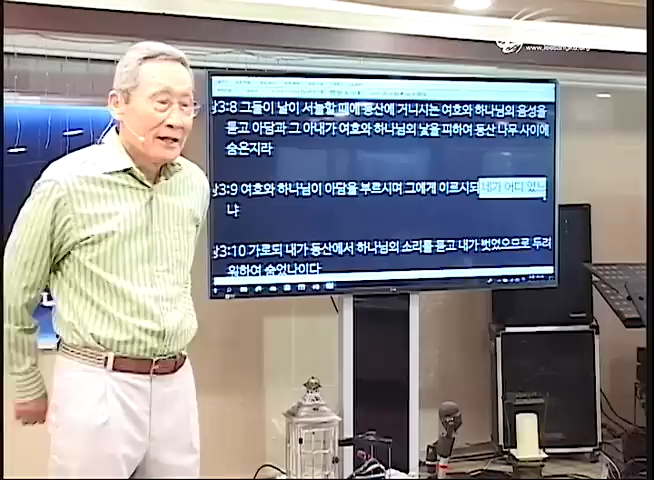 www.leesangku.org
창3:8 그들이 날이 서늘할 때에 동산에 거니시는 여호와 하나님의 음성을
듣고 아담과 그 아내가 여호와 하나님의 낯을 피하여 동산 나무 사이에
숨은지라
창3:9 여호와 하나님이 아담을 부르시며 그에게 이르시되 네가 어디 있느
냐
창3:10 가로되 내가 동산에서 하나님의 소리를 듣고 내가 벗었으므로 두려
워하여 숨었나이다